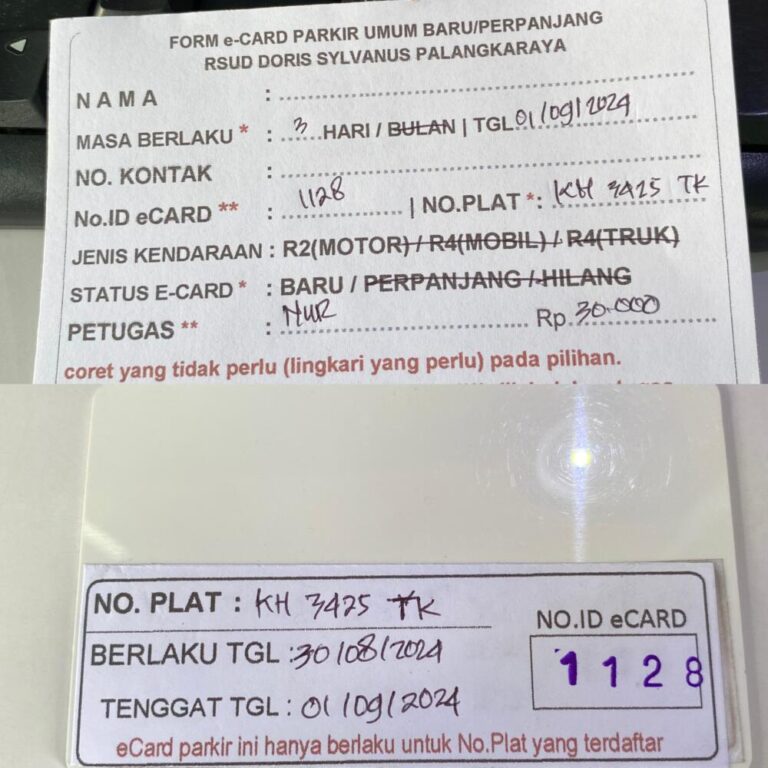 FORM e-CARD PARKIR UMUM BARU/PERPANJANG
RSUD DORIS SYLVANUS PALANGKARAYA
N A M A :
MASA BERLAKU * : 3 HARI / BULAN | TGL 01/09/2024
NO. KONTAK :
No.ID eCARD ** : 1128 | NO.PLAT *: KH 3425 TK
JENIS KENDARAAN : R2(MOTOR) / R4(MOBIL) / R4(TRUK)
STATUS E-CARD * : BARU / PERPANJANG / HILANG
PETUGAS ** : NUR Rp. 30.000
coret yang tidak perlu (lingkari yang perlu) pada pilihan.
NO. PLAT : KH 3425 TK
BERLAKU TGL : 30/08/2024
TENGGAT TGL : 01/09/2024
NO.ID eCARD
1 1 2 8
eCard parkir ini hanya berlaku untuk No.Plat yang terdaftar